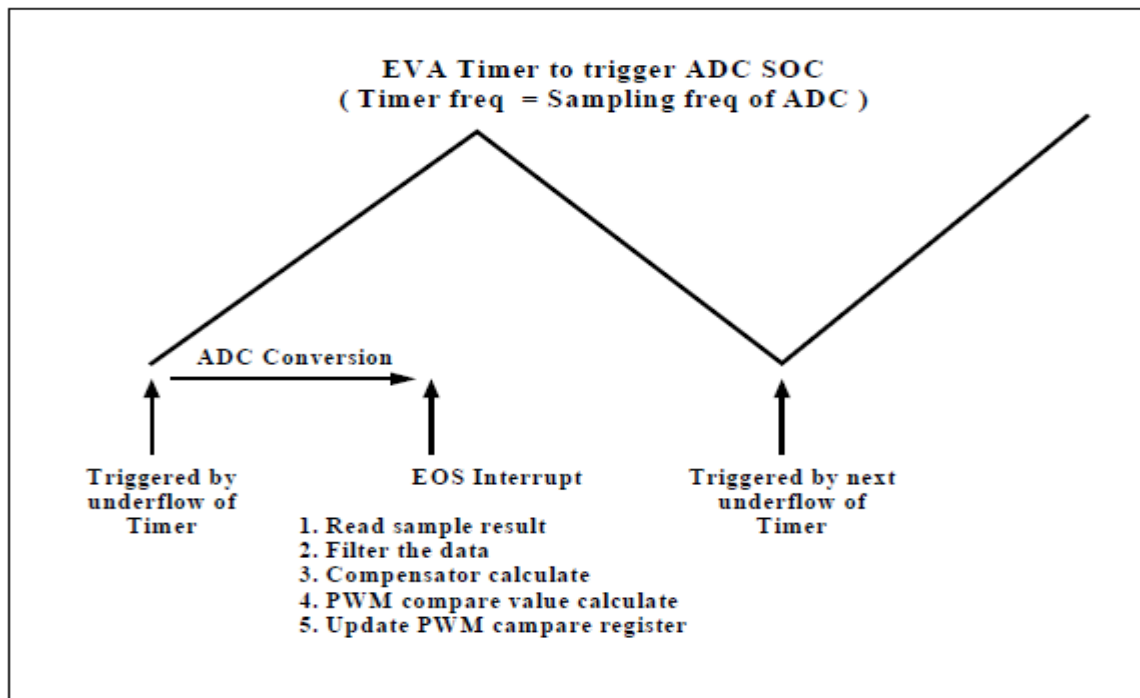 EVA Timer to trigger ADC SOC
( Timer freq = Sampling freq of ADC )
ADC Conversion
Triggered by
underflow of
Timer
EOS Interrupt
1. Read sample result
2. Filter the data
3. Compensator calculate
4. PWM compare value calculate
5. Update PWM campare register
Triggered by next
underflow of
Timer